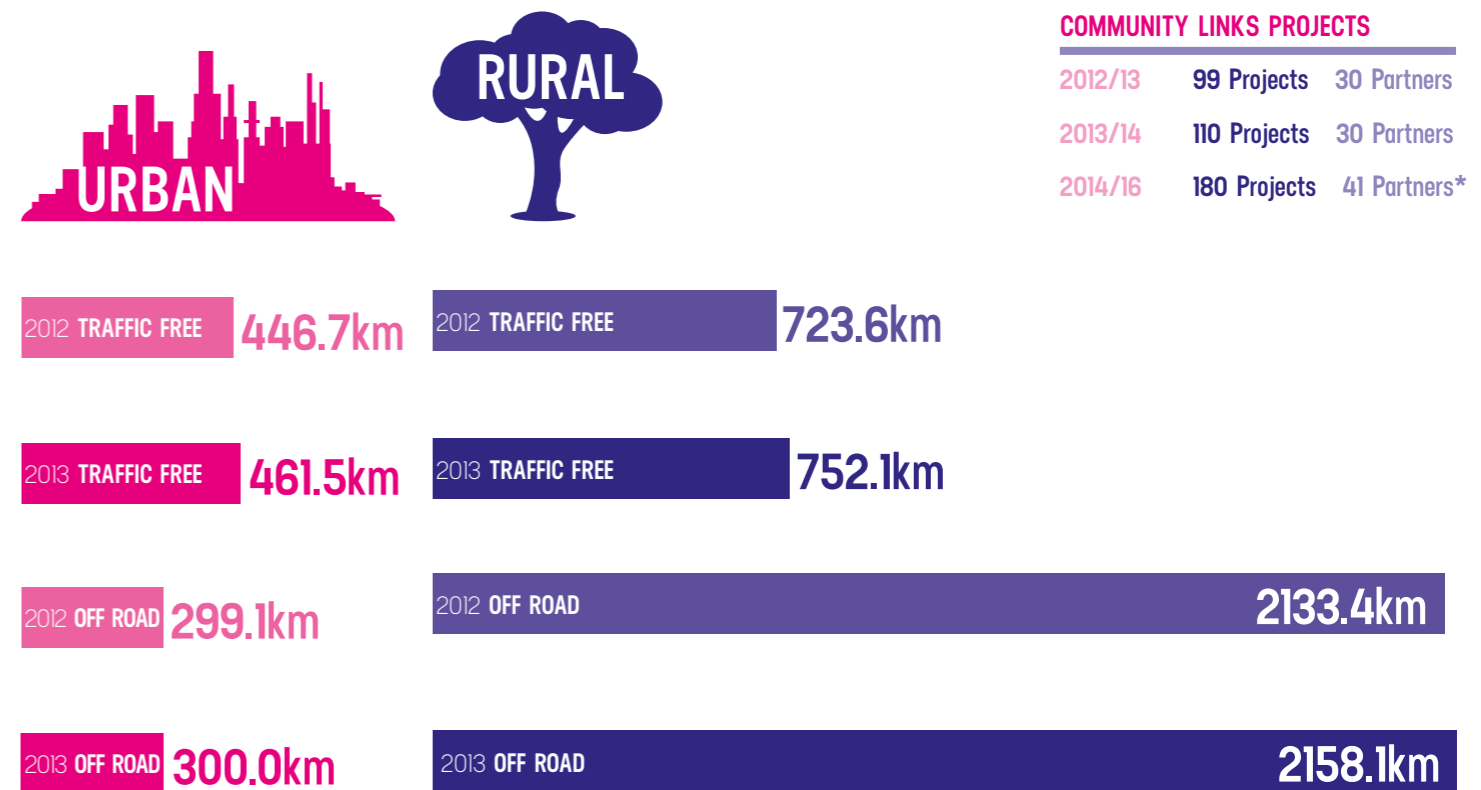 URBAN
RURAL
COMMUNITY LINKS PROJECTS
2012/13 99 Projects 30 Partners
2013/14 110 Projects 30 Partners
2014/16 180 Projects 41 Partners*
2012 TRAFFIC FREE 446.7km
2012 TRAFFIC FREE 723.6km
2013 TRAFFIC FREE 461.5km
2013 TRAFFIC FREE 752.1km
2012 OFF ROAD 299.1km
2012 OFF ROAD 2133.4km
2013 OFF ROAD 300.0km
2013 OFF ROAD 2158.1km